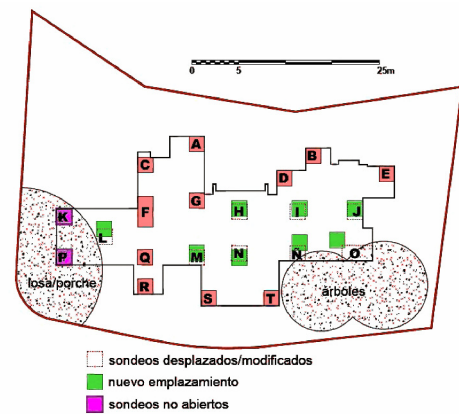 0 5 25m
A
B
C
D
E
K
F
G
H
I
J
L
P
Q
M
N
Ñ
O
losa/porche
R
S
T
árboles
sondeos desplazados/modificados
nuevo emplazamiento
sondeos no abiertos